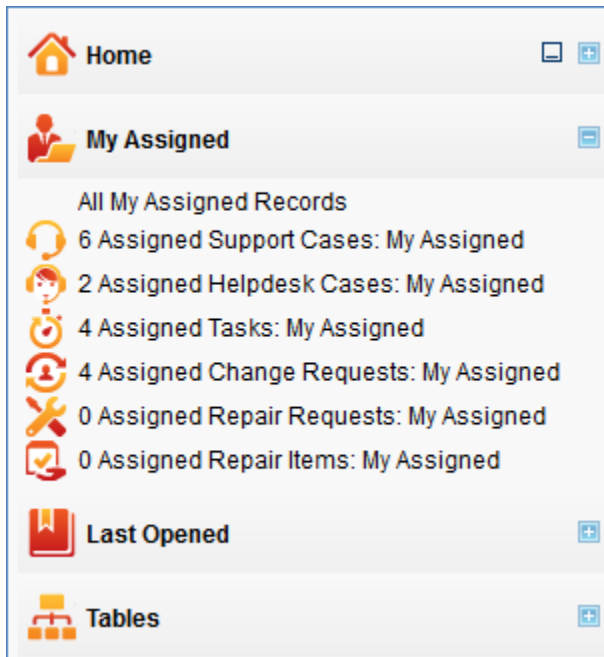 Home
My Assigned
All My Assigned Records
6 Assigned Support Cases: My Assigned
2 Assigned Helpdesk Cases: My Assigned
4 Assigned Tasks: My Assigned
4 Assigned Change Requests: My Assigned
0 Assigned Repair Requests: My Assigned
0 Assigned Repair Items: My Assigned
Last Opened
Tables